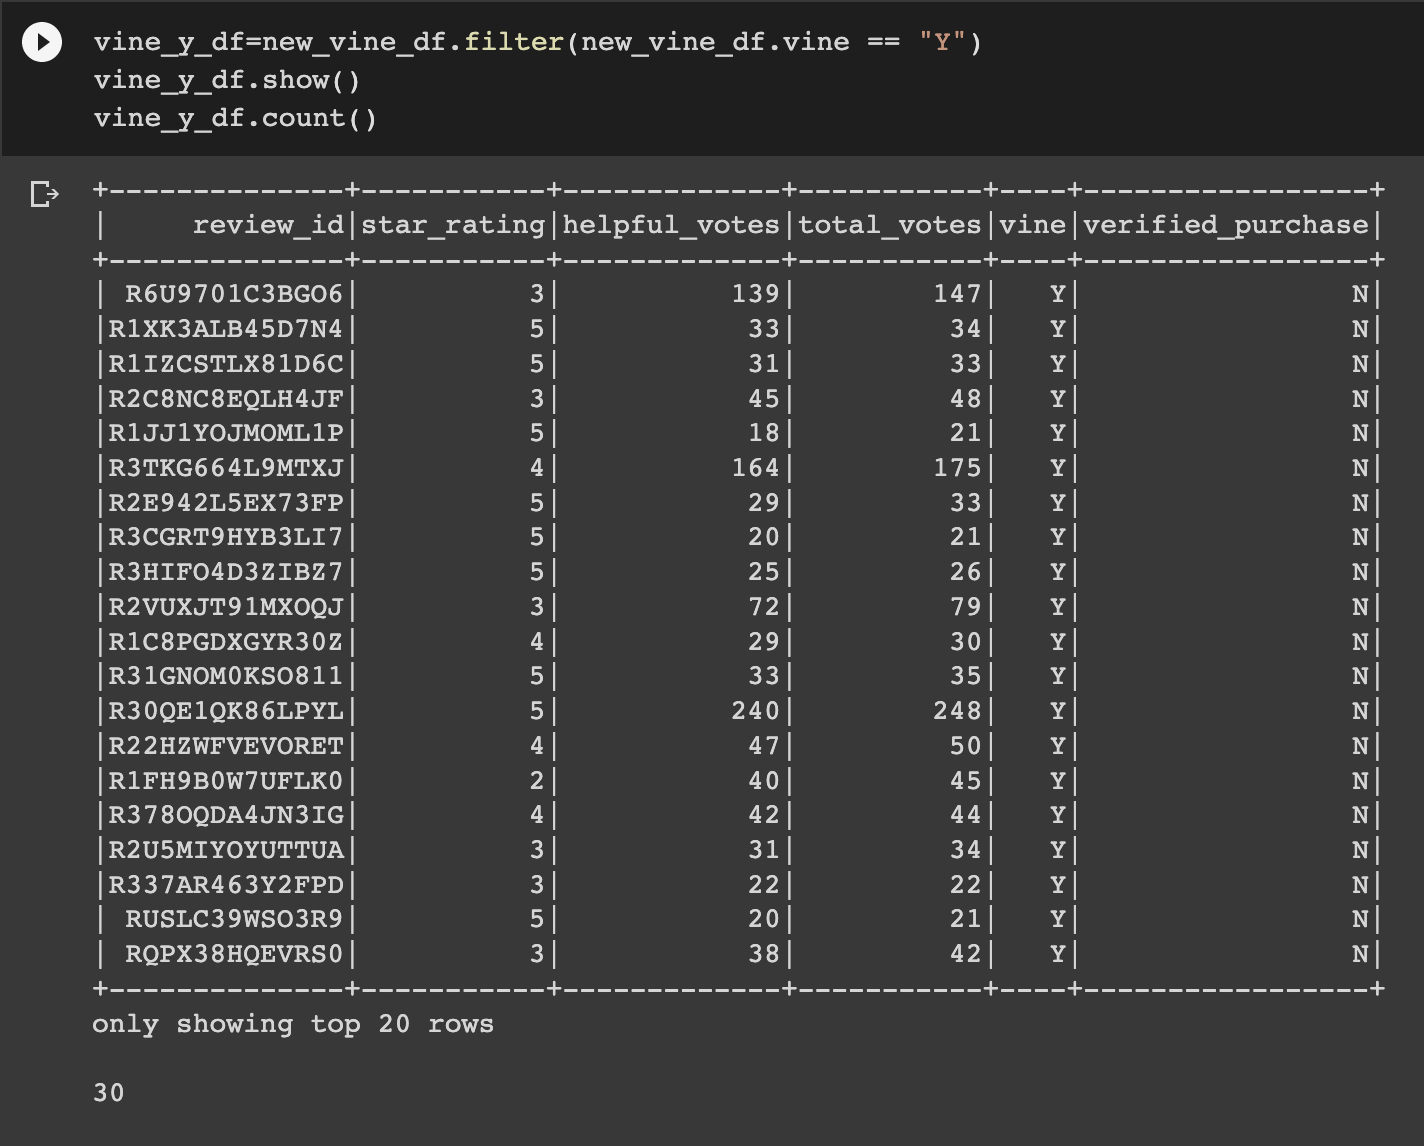 vine_y_df=new_vine_df.filter(new_vine_df.vine == "Y")
vine_y_df.show()
vine_y_df.count()
+--------------+-----------+-------------+-----------+----+-----------------+
|     review_id|star_rating|helpful_votes|total_votes|vine|verified_purchase|
+--------------+-----------+-------------+-----------+----+-----------------+
| R6U9701C3BGO6|          3|          139|        147|   Y|                N|
|R1XK3ALB45D7N4|          5|           33|         34|   Y|                N|
|R1IZCSTLX81D6C|          5|           31|         33|   Y|                N|
|R2C8NC8EQLH4JF|          3|           45|         48|   Y|                N|
|R1JJ1YOJMOML1P|          5|           18|         21|   Y|                N|
|R3TKG664L9MTXJ|          4|          164|        175|   Y|                N|
|R2E942L5EX73FP|          5|           29|         33|   Y|                N|
|R3CGRT9HYB3LI7|          5|           20|         21|   Y|                N|
|R3HIFO4D3ZIBZ7|          5|           25|         26|   Y|                N|
|R2VUXJT91MXOQJ|          3|           72|         79|   Y|                N|
|R1C8PGDXGYR30Z|          4|           29|         30|   Y|                N|
|R31GNOM0KSO811|          5|           33|         35|   Y|                N|
|R30QE1QK86LPYL|          5|          240|        248|   Y|                N|
|R22HZWFVEVORET|          4|           47|         50|   Y|                N|
|R1FH9B0W7UFLK0|          2|           40|         45|   Y|                N|
|R378OQDA4JN3IG|          4|           42|         44|   Y|                N|
|R2U5MIYOYUTTUA|          3|           31|         34|   Y|                N|
|R337AR463Y2FPD|          3|           22|         22|   Y|                N|
| RUSLC39WSO3R9|          5|           20|         21|   Y|                N|
| RQPX38HQEVRS0|          3|           38|         42|   Y|                N|
+--------------+-----------+-------------+-----------+----+-----------------+
only showing top 20 rows
30